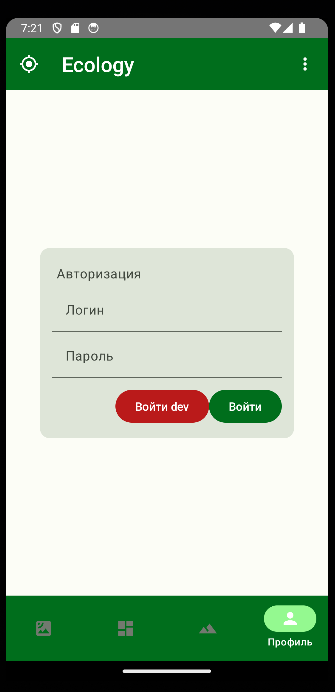 7:21
Ecology
Авторизация
Логин
Пароль
Войти dev Войти
Профиль